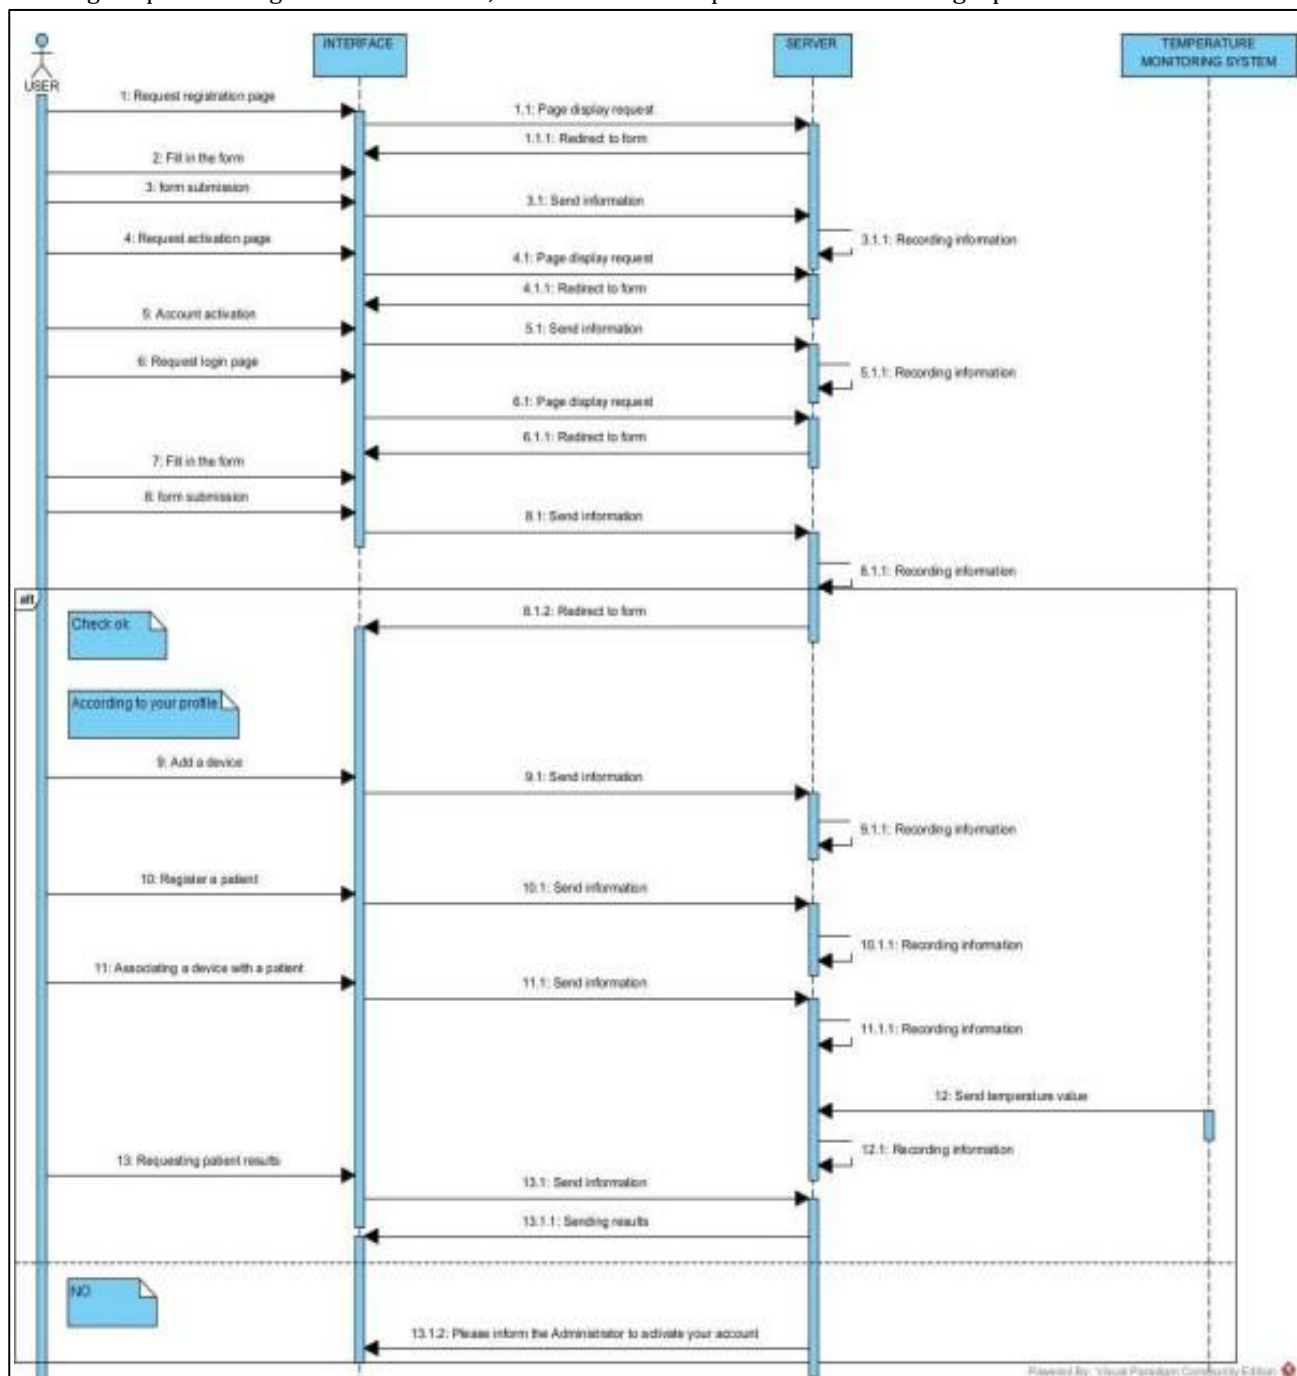 USER
INTERFACE
SERVER
TEMPERATURE
MONITORING SYSTEM
1: Request registration page
1.1: Page display request
1.1.1: Redirect to form
2: Fill in the form
3: form submission
3.1: Send information
3.1.1: Recording information
4: Request activation page
4.1: Page display request
4.1.1: Redirect to form
5: Account activation
5.1: Send information
5.1.1: Recording information
6: Request login page
6.1: Page display request
6.1.1: Redirect to form
7: Fill in the form
8: form submission
8.1: Send information
8.1.1: Recording information
alt
8.1.2: Redirect to form
Check ok
According to your profile
9: Add a device
9.1: Send information
9.1.1: Recording information
10: Register a patient
10.1: Send information
10.1.1: Recording information
11: Associating a device with a patient
11.1: Send information
11.1.1: Recording information
12: Send temperature value
12.1: Recording information
13: Requesting patient results
13.1: Send information
13.1.1: Sending results
NO
13.1.2: Please inform the Administrator to activate your account
Powered By: Visual Paradigm Community Edition